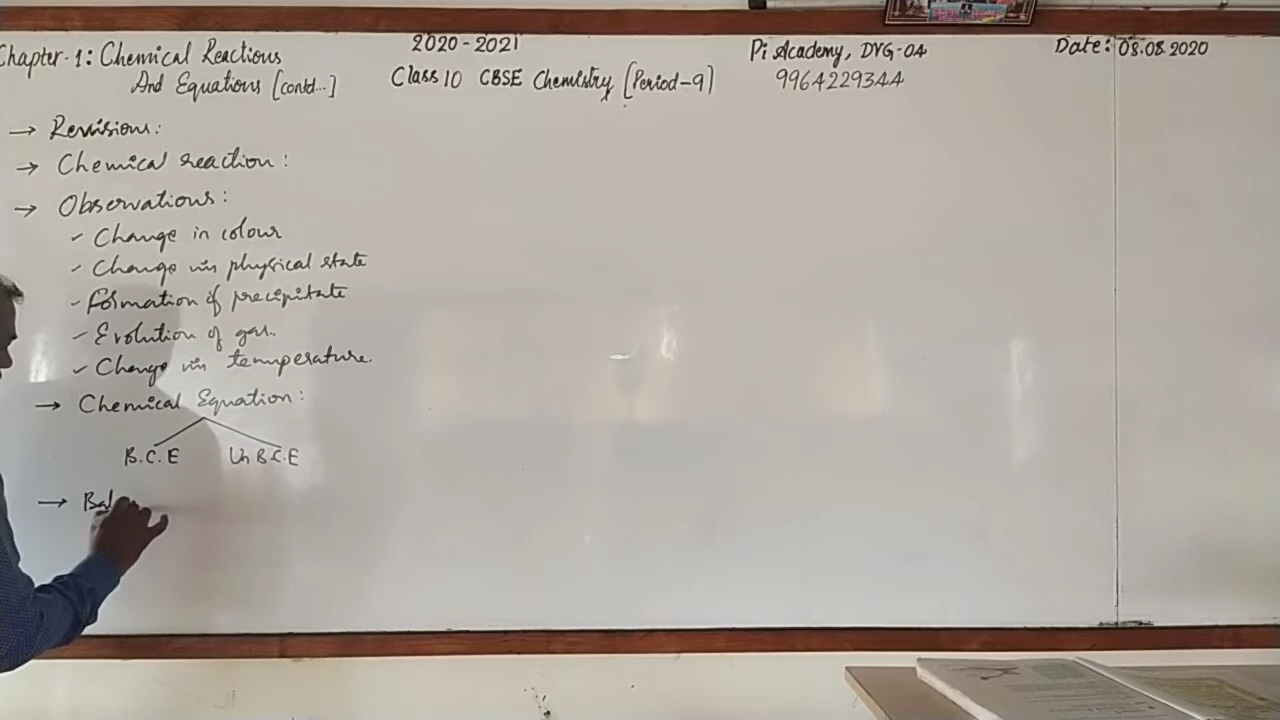 Chapter-1: Chemical Reactions
And Equations [contd...]
2020-2021
Class 10 CBSE Chemistry [Period-9]
Pi Academy, DVG-04
9964229344
Date: 08.08.2020
→ Revisions:
→ Chemical reaction:
→ Observations:
✓ Change in colour
✓ Change in physical state
✓ Formation of precipitate
✓ Evolution of gas.
✓ Change in temperature.
→ Chemical Equation:
B.C.E Un B.C.E
→ Bal